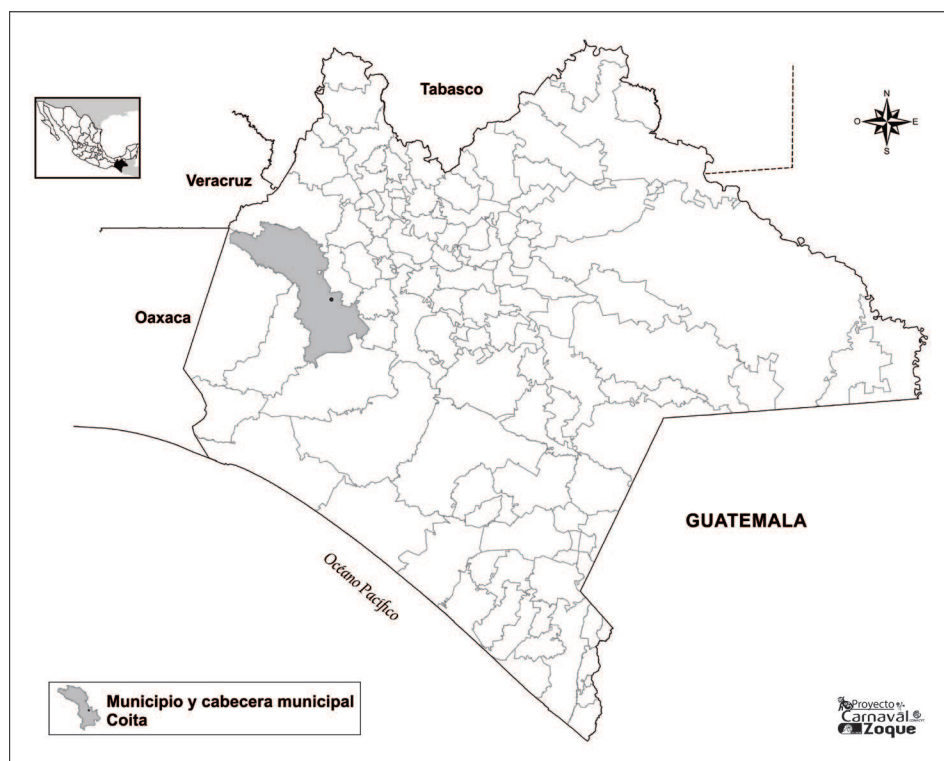 Tabasco
Veracruz
Oaxaca
GUATEMALA
Océano Pacífico
N
O
E
S
Municipio y cabecera municipal
Coita
Proyecto
Carnaval
Zoque